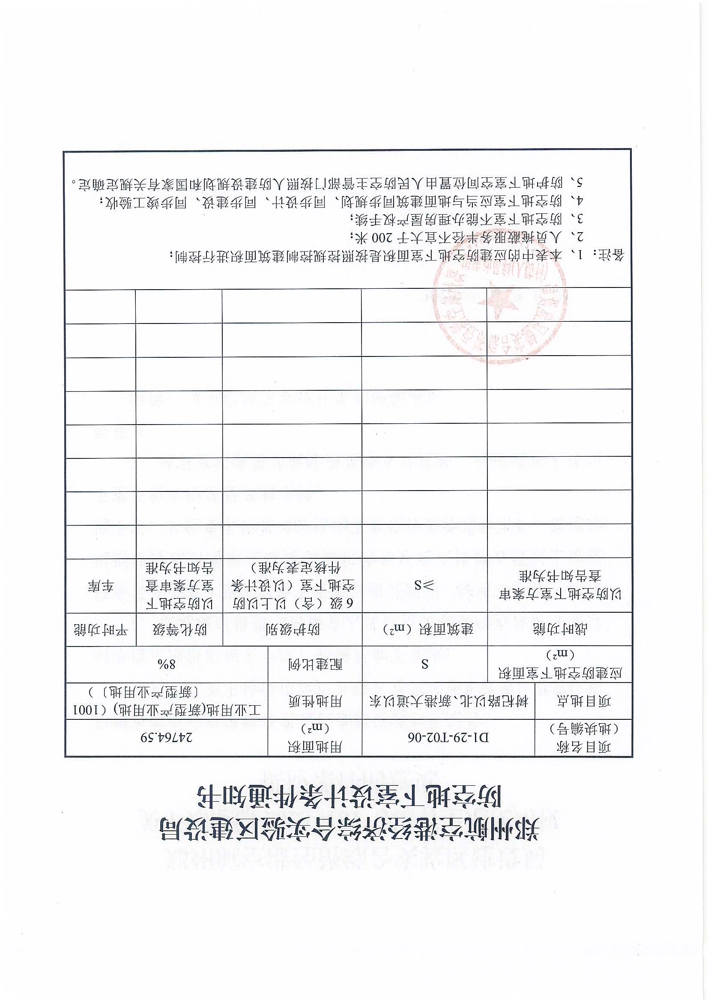 郑州航空港经济综合实验区建设局
防空地下室设计条件通知书
项目名称
（地块编号）
D1-29-T02-06
用地面积
（m²）
24764.59
项目地点
树杞路以北、新港大道以东
用地性质
工业用地(新型产业用地)（1001
（新型产业用地））
应建防空地下室面积
（m²）
S
配建比例
8%
战时功能
建筑面积（m²）
防护级别
防化等级
平时功能
以防空地下室方案审
查告知书为准
≥S
6 级（含）以上防
空地下室（以设计条
件核定表为准）
以防空地下
室方案审查
告知书为准
车库
备注：1、本表中的应建防空地下室面积是按照控规控制建筑面积进行控制；
2、人员掩蔽服务半径不宜大于 200 米；
3、防空地下室不能办理房屋产权手续；
4、防空地下室应当与地面建筑同步规划、同步设计、同步建设、同步竣工验收；
5、防护地下室空间位置由人民防空主管部门按照人防建设规划和国家有关规定确定。